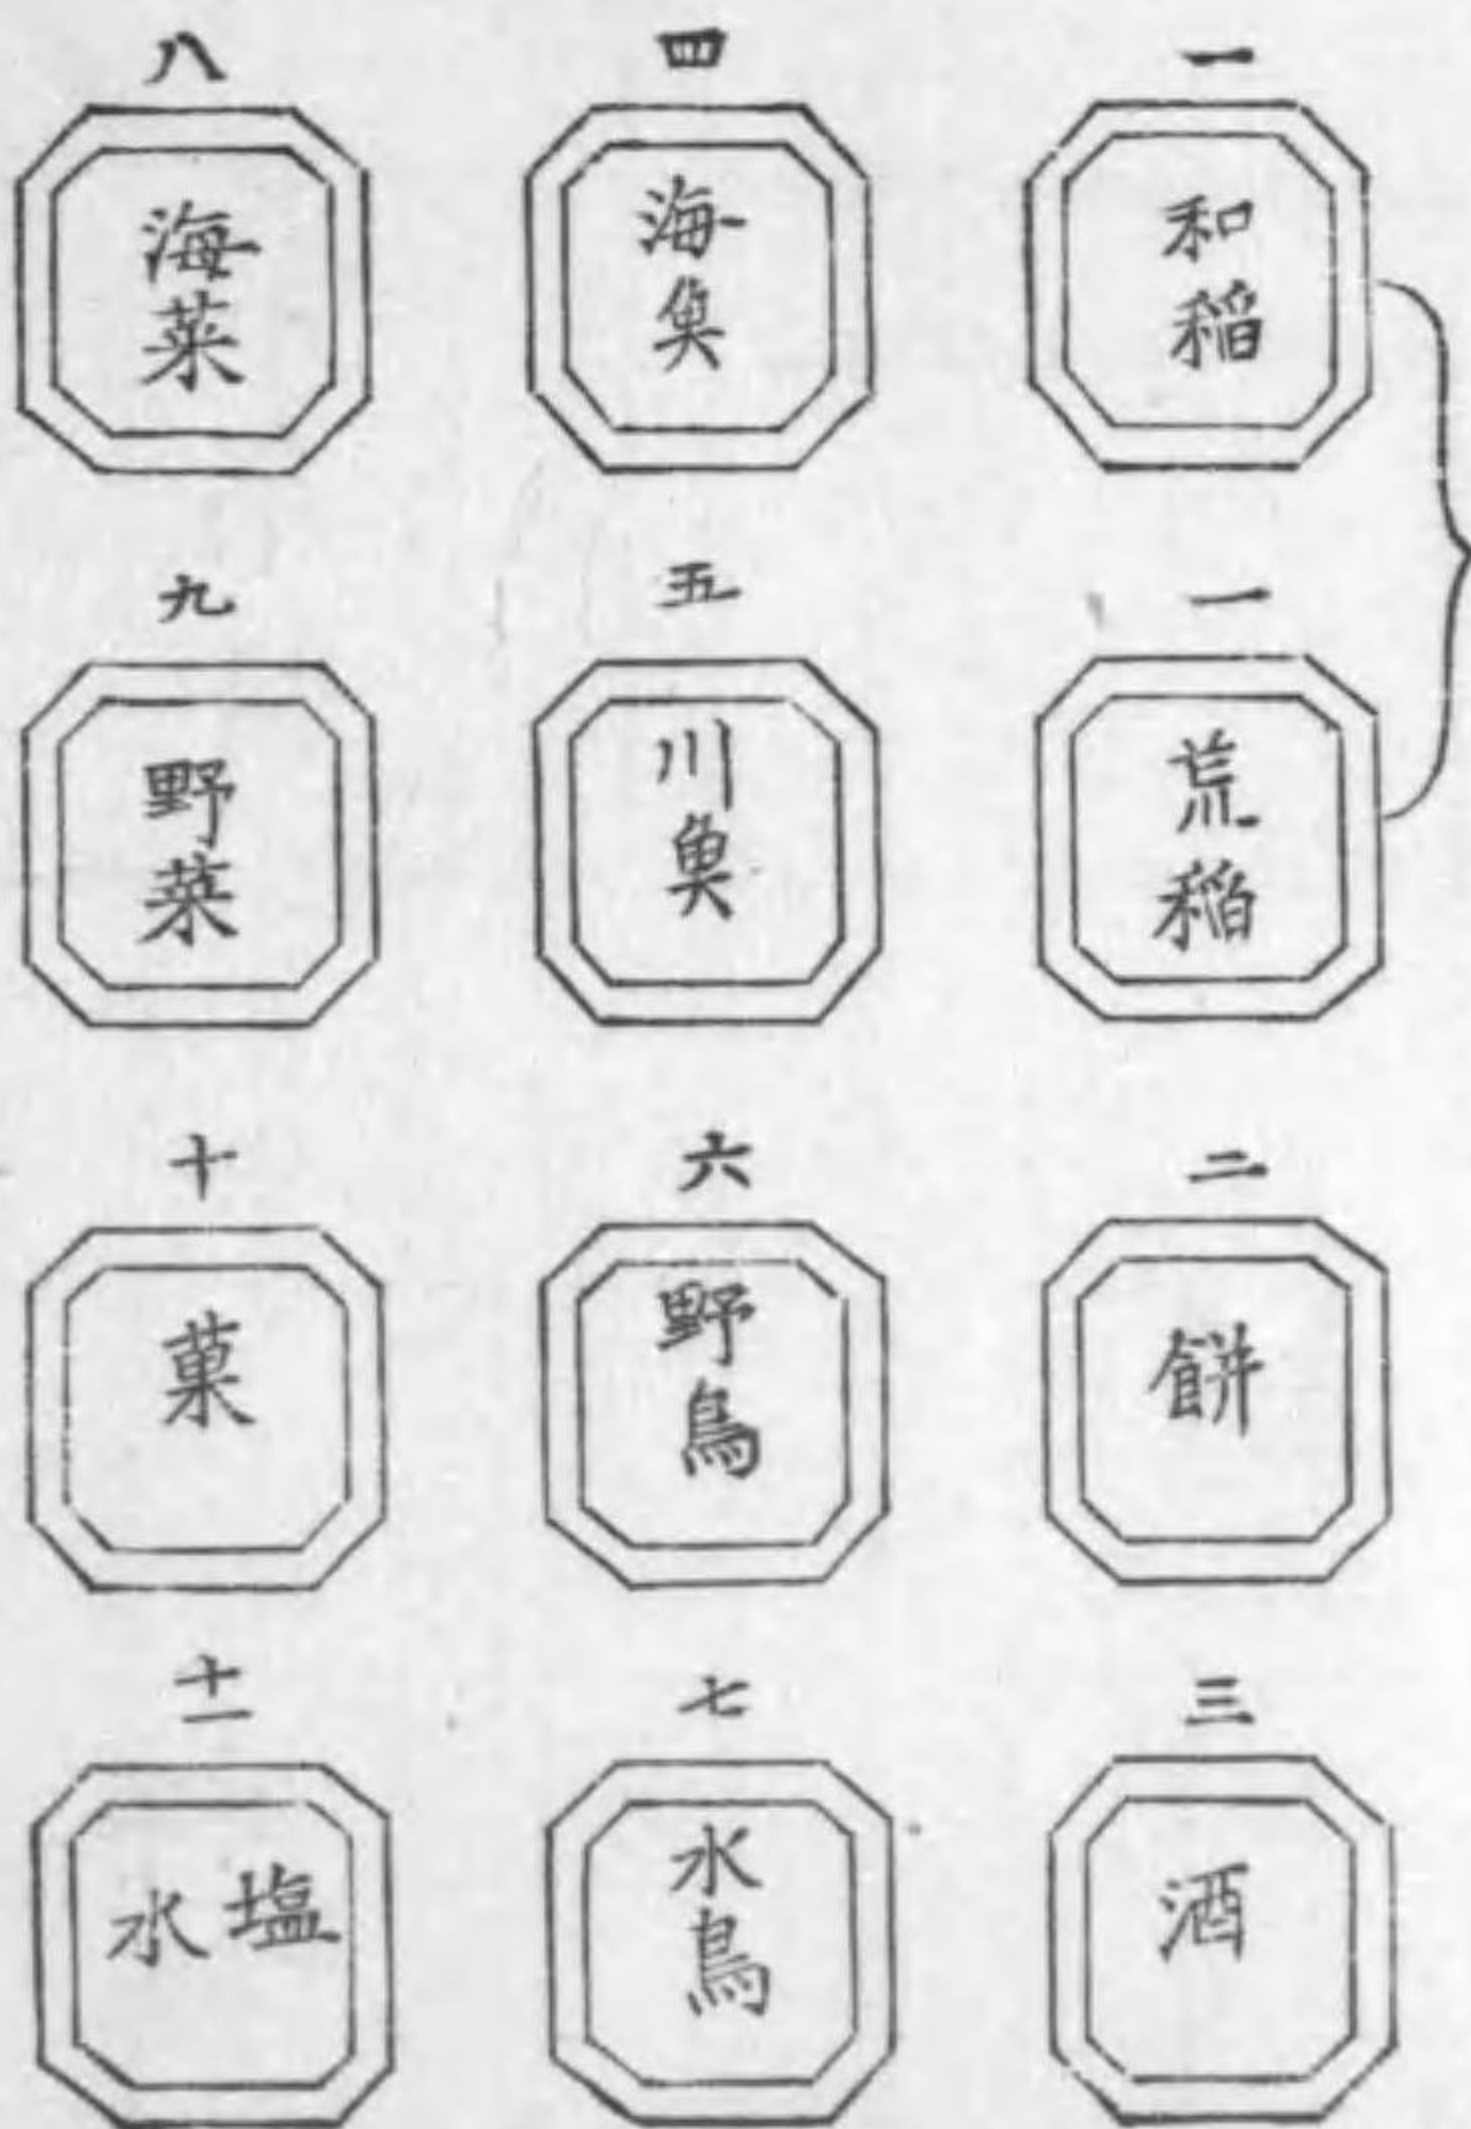 一
和稲
一
荒稲
二
餅
三
酒
四
海魚
五
川魚
六
野鳥
七
水鳥
八
海菜
九
野菜
十
菓
十一
塩
水